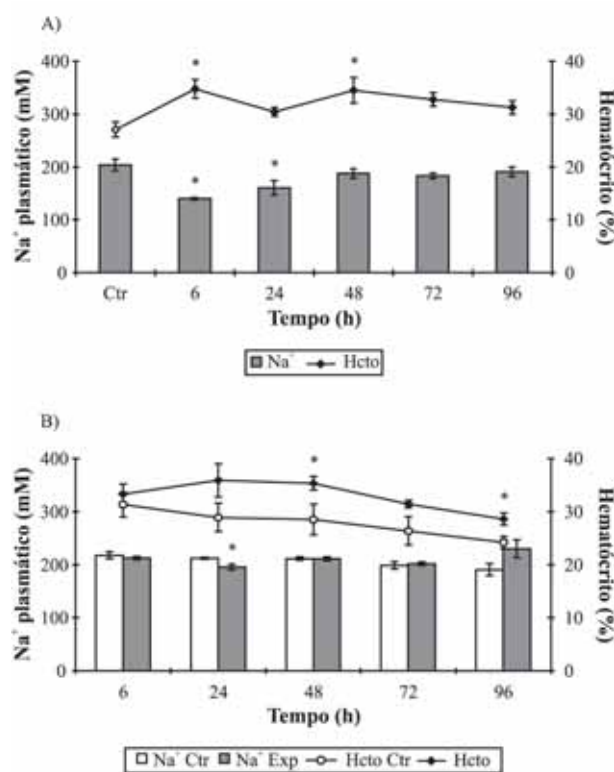 A)
Na⁺ plasmático (mM)
400
300
200
100
0
*
*
*
*
40
30
20
10
0
Hematócrito (%)
Ctr 6 24 48 72 96
Tempo (h)
Na⁺ Hcto
B)
Na⁺ plasmático (mM)
400
300
200
100
0
*
*
*
40
30
20
10
0
Hematócrito (%)
6 24 48 72 96
Tempo (h)
Na⁺ Ctr Na⁺ Exp Hcto Ctr Hcto